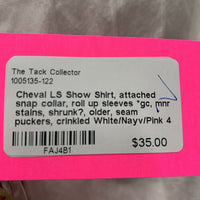 The Tack Collector
1005135-122
Cheval LS Show Shirt, attached
snap collar, roll up sleeves *gc, mnr
stains, shrunk?, older, seam
puckers, crinkled White/Nayv/Pink 4
$35.00
FAJ4B1